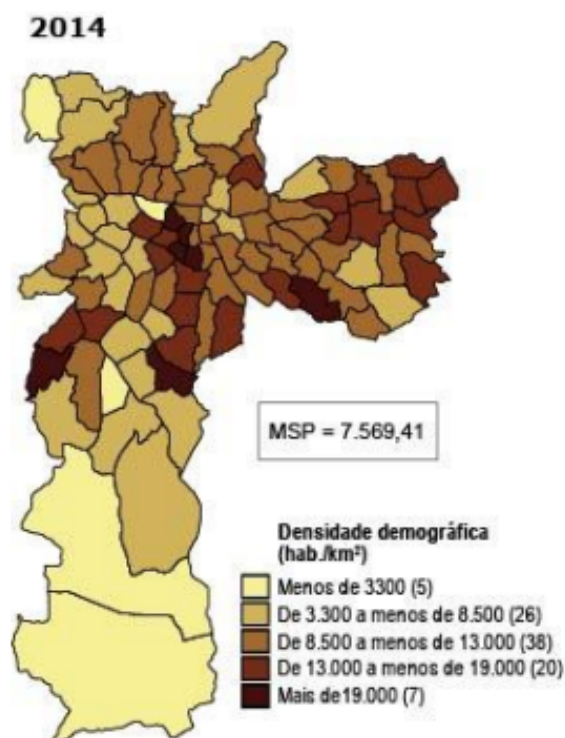 2014
MSP = 7.569,41
Densidade demográfica
(hab./km²)
Menos de 3300 (5)
De 3.300 a menos de 8.500 (26)
De 8.500 a menos de 13.000 (38)
De 13.000 a menos de 19.000 (20)
Mais de19.000 (7)